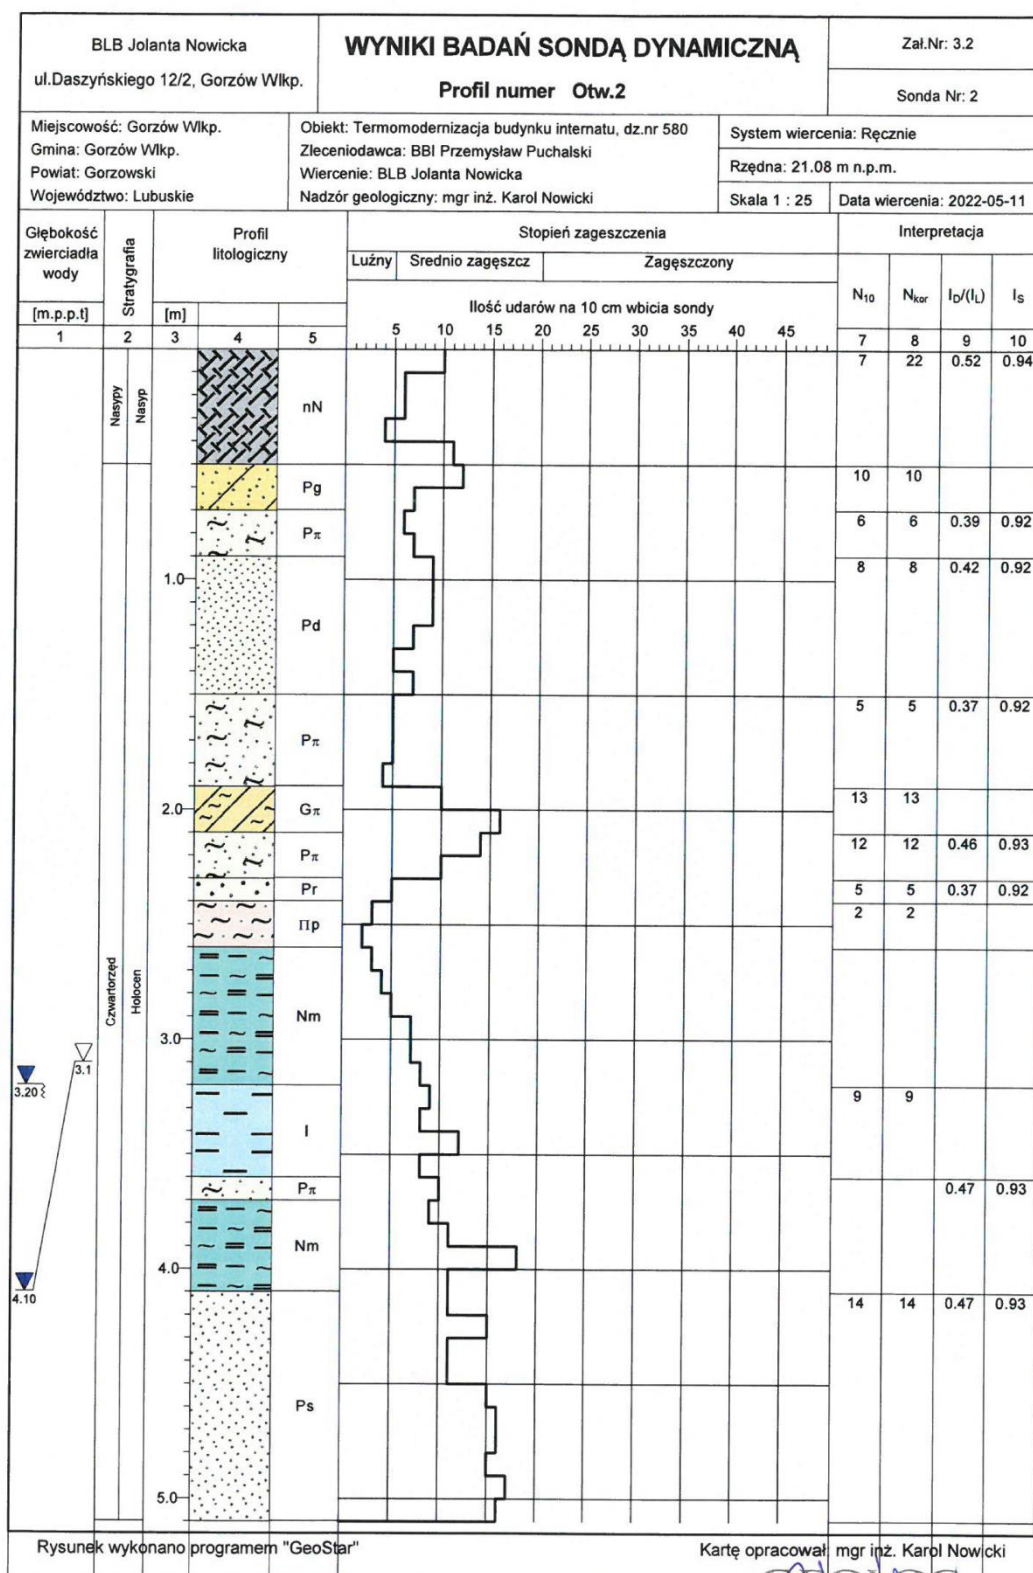 BLB Jolanta Nowicka
ul.Daszyńskiego 12/2, Gorzów Wlkp.
WYNIKI BADAŃ SONDĄ DYNAMICZNĄ
Profil numer Otw.2
Zał.Nr: 3.2
Sonda Nr: 2
Miejscowość: Gorzów Wlkp.
Gmina: Gorzów Wlkp.
Powiat: Gorzowski
Województwo: Lubuskie
Obiekt: Termomodernizacja budynku internatu, dz.nr 580
Zleceniodawca: BBI Przemysław Puchalski
Wiercenie: BLB Jolanta Nowicka
Nadzór geologiczny: mgr inż. Karol Nowicki
System wiercenia: Ręcznie
Rzędna: 21.08 m n.p.m.
Skala 1 : 25
Data wiercenia: 2022-05-11
Głębokość
zwierciadła
wody
[m.p.p.t]
Stratygrafia
Profil
litologiczny
[m]
Stopień zagęszczenia
Luźny
Srednio zagęszcz
Zagęszczony
Ilość udarów na 10 cm wbicia sondy
5 10 15 20 25 30 35 40 45
Interpretacja
N10 Nkor ID/(IL) IS
1 2 3 4 5 7 8 9 10
Nasypy
Nasyp
nN
7 22 0.52 0.94
Pg
10 10
Pπ
6 6 0.39 0.92
1.0
Pd
8 8 0.42 0.92
Pπ
5 5 0.37 0.92
2.0
Gπ
13 13
Pπ
12 12 0.46 0.93
Pr
5 5 0.37 0.92
Πp
2 2
Czwartorzęd
Holocen
Nm
3.0
3.1
3.20
I
9 9
Pπ
0.47 0.93
Nm
4.0
4.10
Ps
14 14 0.47 0.93
5.0
Rysunek wykonano programem "GeoStar"
Kartę opracował: mgr inż. Karol Nowicki